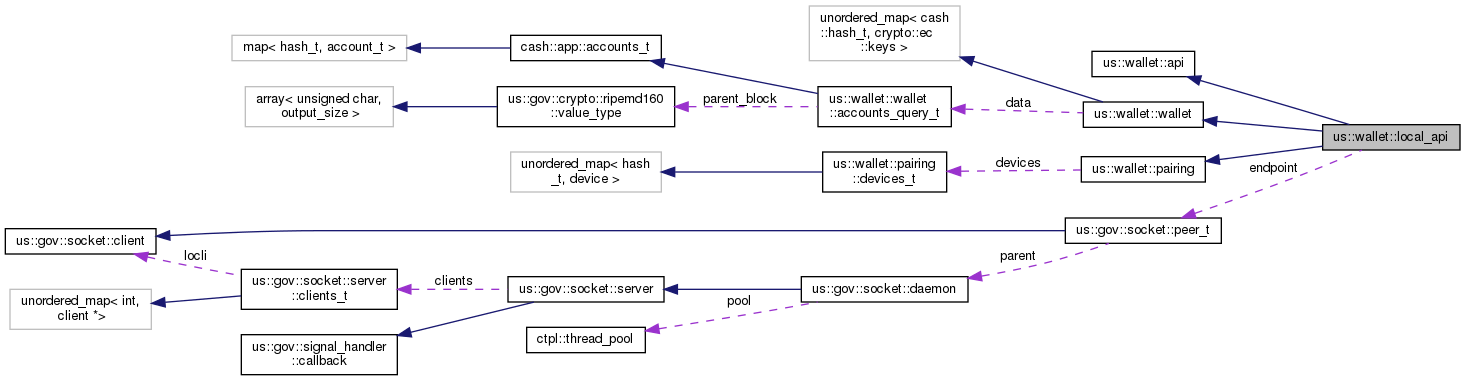 unordered_map< cash
::hash_t, crypto::ec
::keys >
map< hash_t, account_t >
cash::app::accounts_t
us::wallet::api
array< unsigned char,
output_size >
us::gov::crypto::ripemd160
::value_type
parent_block
us::wallet::wallet
::accounts_query_t
data
us::wallet::wallet
us::wallet::local_api
unordered_map< hash
_t, device >
us::wallet::pairing
::devices_t
devices
us::wallet::pairing
endpoint
us::gov::socket::client
us::gov::socket::peer_t
locli
parent
unordered_map< int,
client *>
us::gov::socket::server
::clients_t
clients
us::gov::socket::server
us::gov::socket::daemon
pool
us::gov::signal_handler
::callback
ctpl::thread_pool